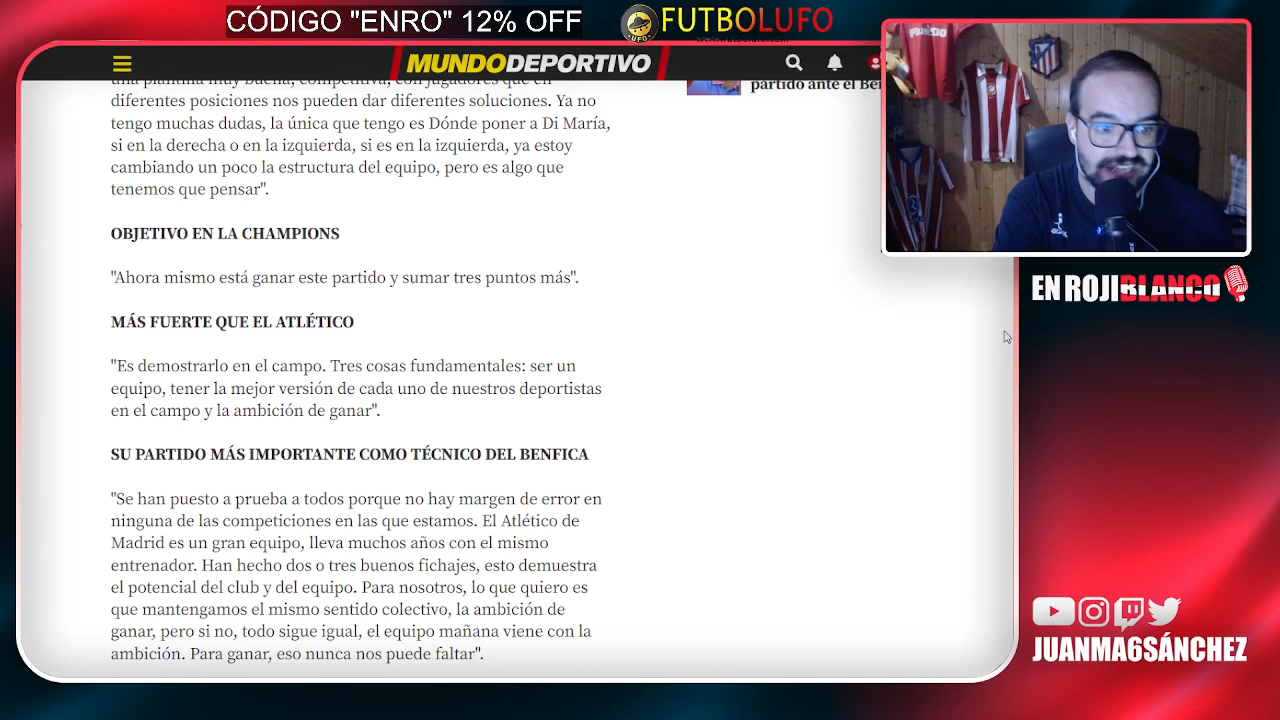 CÓDIGO "ENRO" 12% OFF
FUTBOLUFO
MUNDODEPORTIVO
una plantilla muy buena, competitiva, con jugadores que en
diferentes posiciones nos pueden dar diferentes soluciones. Ya no
tengo muchas dudas, la única que tengo es Dónde poner a Di María,
si en la derecha o en la izquierda, si es en la izquierda, ya estoy
cambiando un poco la estructura del equipo, pero es algo que
tenemos que pensar".
partido ante el Ben
OBJETIVO EN LA CHAMPIONS
"Ahora mismo está ganar este partido y sumar tres puntos más".
MÁS FUERTE QUE EL ATLÉTICO
"Es demostrarlo en el campo. Tres cosas fundamentales: ser un
equipo, tener la mejor versión de cada uno de nuestros deportistas
en el campo y la ambición de ganar".
SU PARTIDO MÁS IMPORTANTE COMO TÉCNICO DEL BENFICA
"Se han puesto a prueba a todos porque no hay margen de error en
ninguna de las competiciones en las que estamos. El Atlético de
Madrid es un gran equipo, lleva muchos años con el mismo
entrenador. Han hecho dos o tres buenos fichajes, esto demuestra
el potencial del club y del equipo. Para nosotros, lo que quiero es
que mantengamos el mismo sentido colectivo, la ambición de
ganar, pero si no, todo sigue igual, el equipo mañana viene con la
ambición. Para ganar, eso nunca nos puede faltar".
EN ROJIBLANCO
JUANMA6SÁNCHEZ